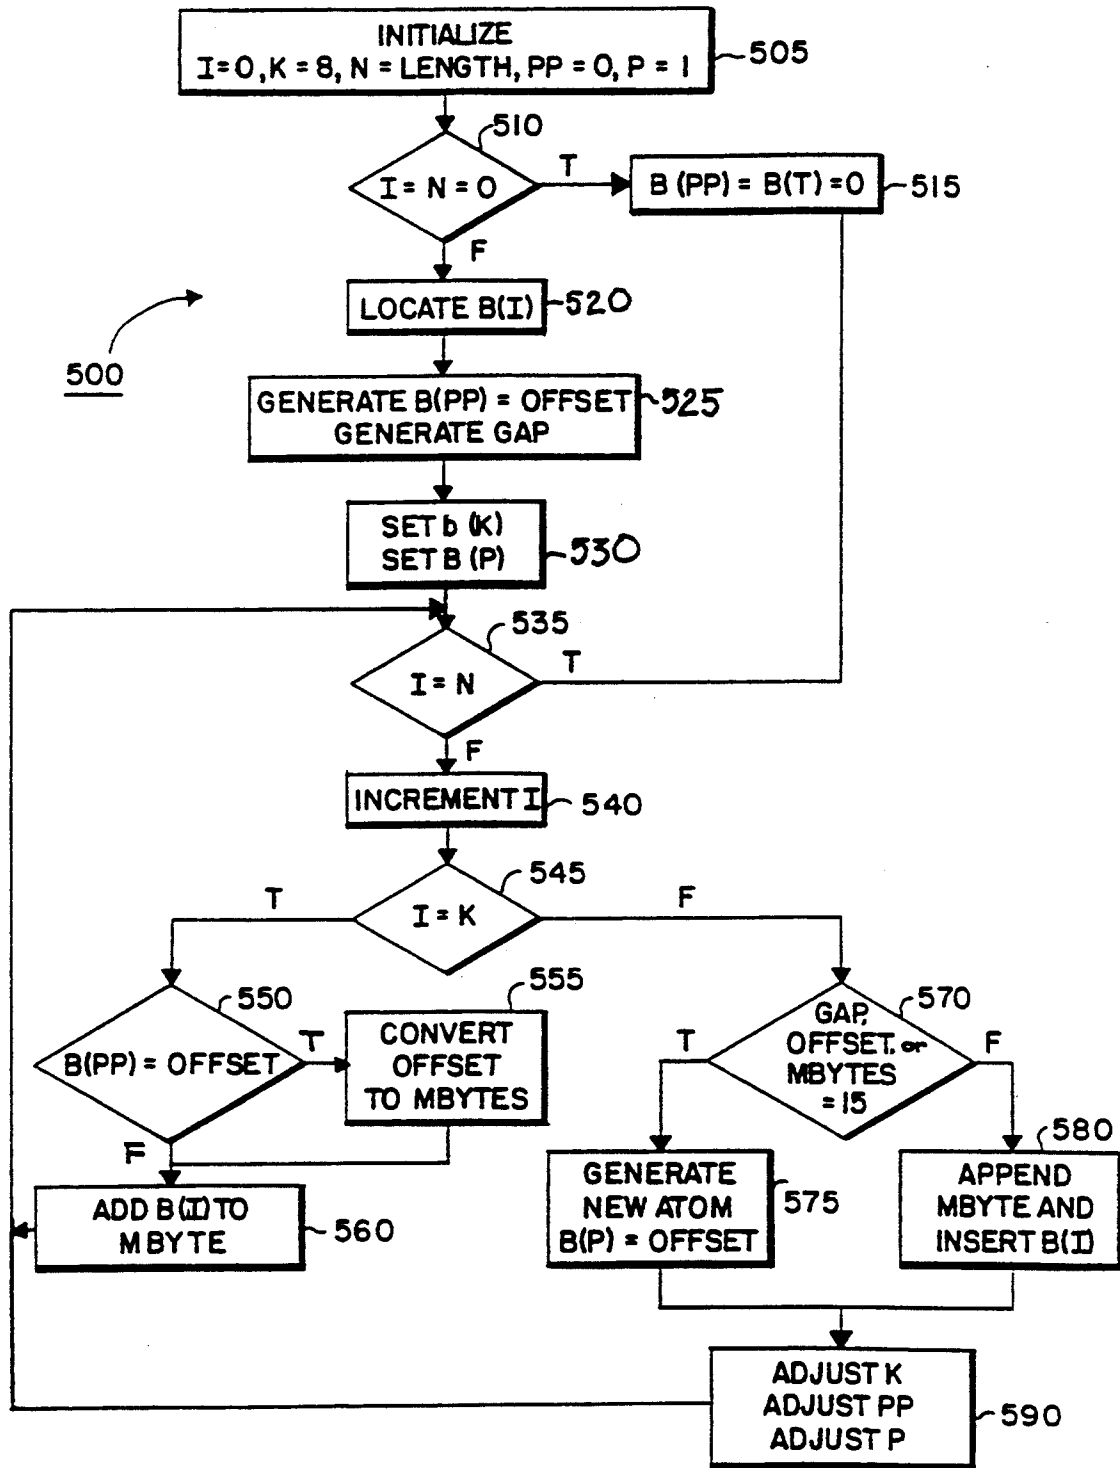 INITIALIZE
I=0, K=8, N=LENGTH, PP=0, P=1
505
510
I=N=0
T
B(PP)=B(T)=0
515
F
LOCATE B(I)
520
500
GENERATE B(PP)=OFFSET
GENERATE GAP
525
SET b(K)
SET B(P)
530
535
I=N
T
F
INCREMENT I
540
545
I=K
T
F
550
B(PP)=OFFSET
T
F
555
CONVERT
OFFSET
TO MBYTES
ADD B(I) TO
MBYTE
560
570
GAP,
OFFSET, or
MBYTES
=15
T
F
GENERATE
NEW ATOM
B(P)=OFFSET
575
580
APPEND
MBYTE AND
INSERT B(I)
ADJUST K
ADJUST PP
ADJUST P
590